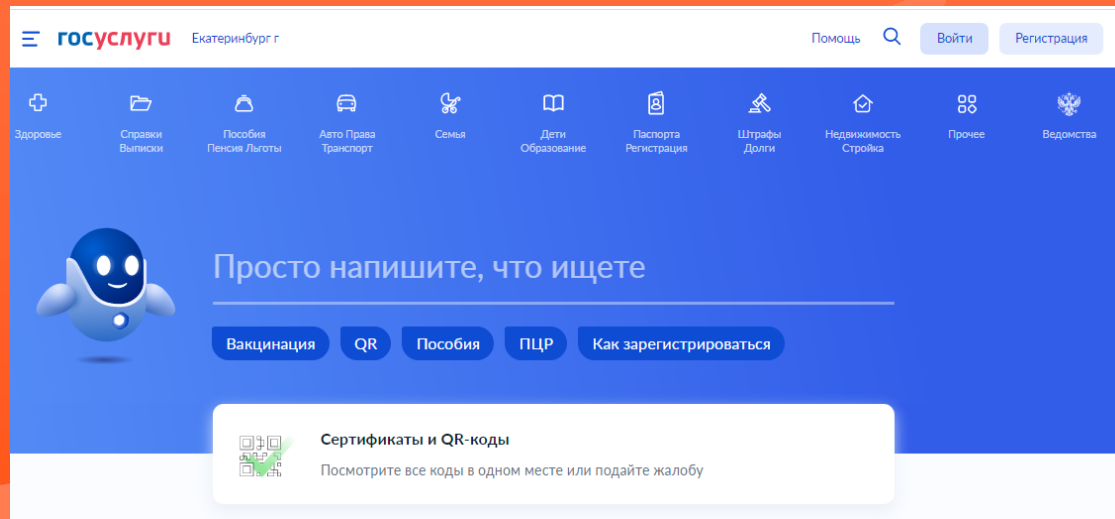 госуслуги Екатеринбург г Помощь Войти Регистрация
Здоровье
Справки
Выписки
Пособия
Пенсия Льготы
Авто Права
Транспорт
Семья
Дети
Образование
Паспорта
Регистрация
Штрафы
Долги
Недвижимость
Стройка
Прочее
Ведомства
Просто напишите, что ищете
Вакцинация QR Пособия ПЦР Как зарегистрироваться
Сертификаты и QR-коды
Посмотрите все коды в одном месте или подайте жалобу